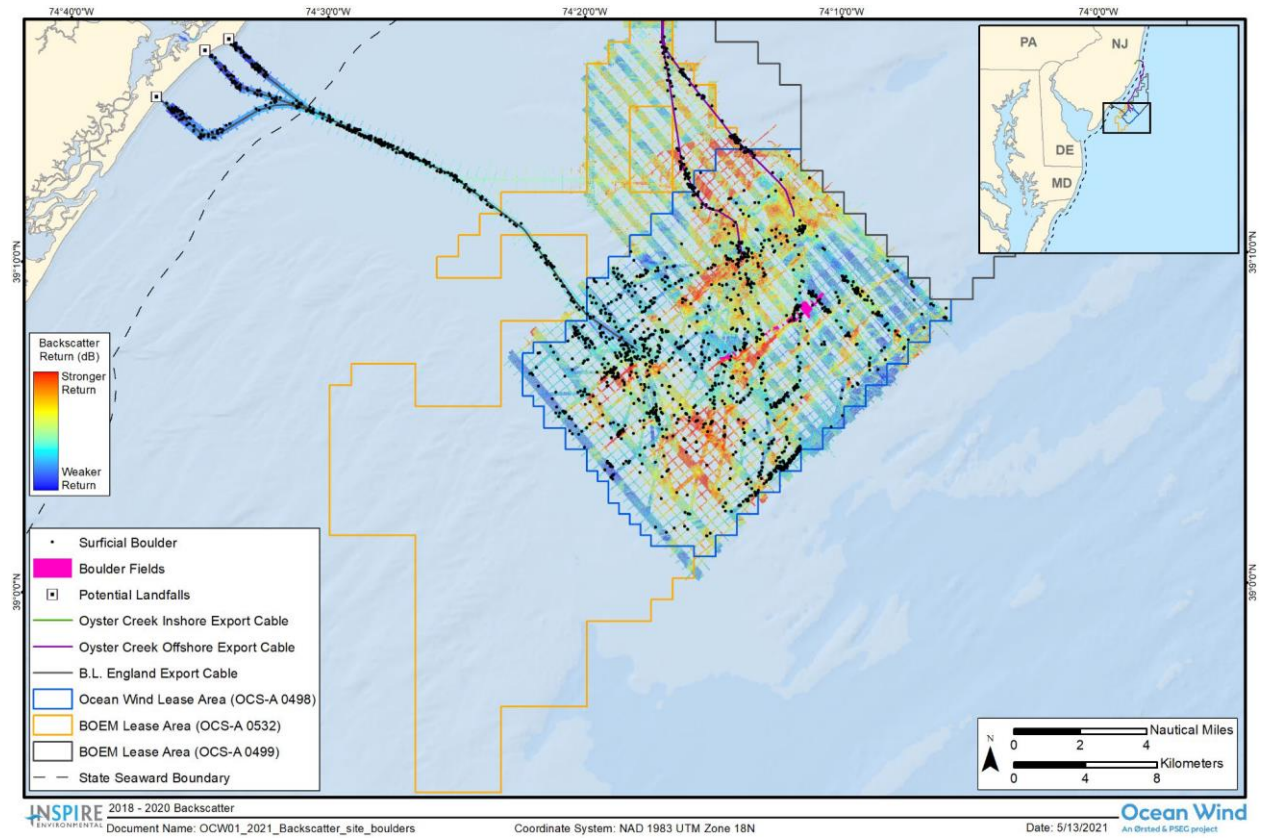 74°40'0"W
74°30'0"W
74°20'0"W
74°10'0"W
74°0'0"W
PA
NJ
DE
MD
39°10'0"N
39°10'0"N
39°0'0"N
39°0'0"N
Backscatter
Return (dB)
Stronger
Return
Weaker
Return
Surficial Boulder
Boulder Fields
Potential Landfalls
Oyster Creek Inshore Export Cable
Oyster Creek Offshore Export Cable
B.L. England Export Cable
Ocean Wind Lease Area (OCS-A 0498)
BOEM Lease Area (OCS-A 0532)
BOEM Lease Area (OCS-A 0499)
State Seaward Boundary
N
Nautical Miles
0 2 4
Kilometers
0 4 8
INSPIRE
ENVIRONMENTAL
2018 - 2020 Backscatter
Document Name: OCW01_2021_Backscatter_site_boulders
Coordinate System: NAD 1983 UTM Zone 18N
Date: 5/13/2021
Ocean Wind
An Ørsted & PSEG project